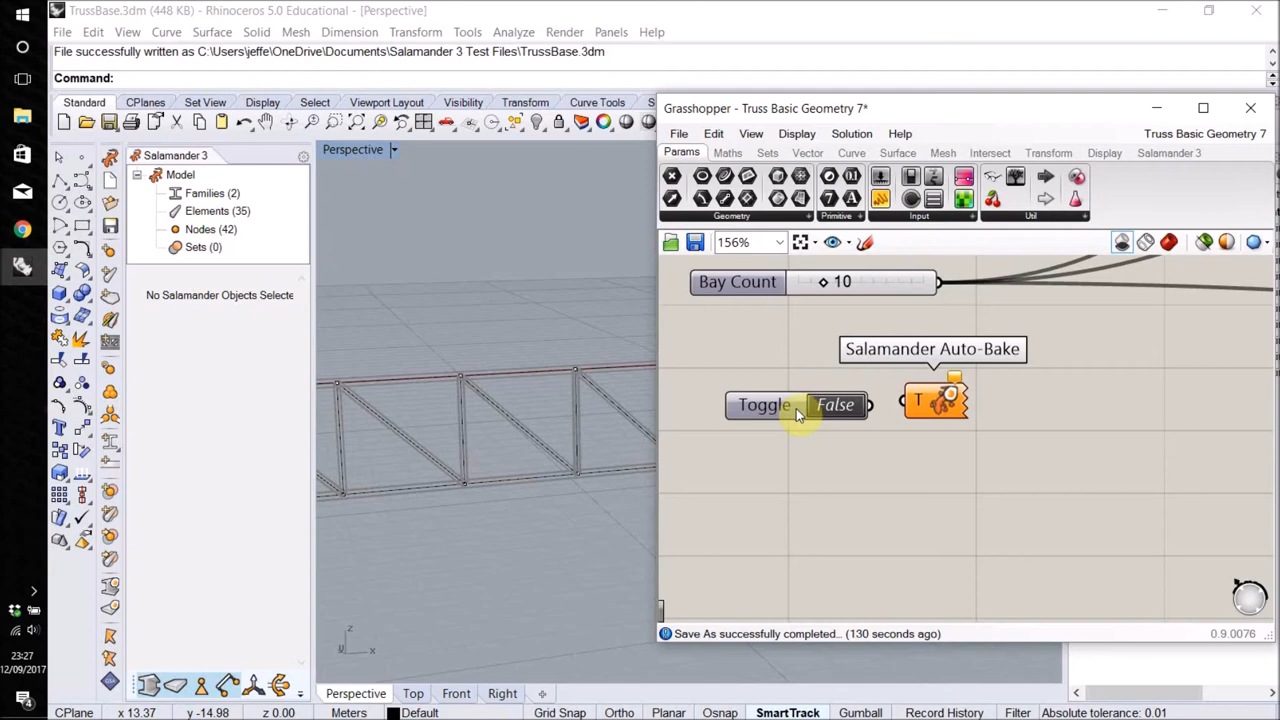 TrussBase.3dm (448 KB) - Rhinoceros 5.0 Educational - [Perspective]
File Edit View Curve Surface Solid Mesh Dimension Transform Tools Analyze Render Panels Help
File successfully written as C:\Users\jeffe\OneDrive\Documents\Salamander 3 Test Files\TrussBase.3dm
Command:
Standard CPlanes Set View Display Select Viewport Layout Visibility Transform Curve Tools
Salamander 3
Model
Families (2)
Elements (35)
Nodes (42)
Sets (0)
No Salamander Objects Selecte
Perspective
Grasshopper - Truss Basic Geometry 7*
File Edit View Display Solution Help Truss Basic Geometry 7
Params Maths Sets Vector Curve Surface Mesh Intersect Transform Display Salamander 3
Geometry Primitive Input Util
156%
Bay Count 10
Salamander Auto-Bake
Toggle False T
Save As successfully completed... (130 seconds ago) 0.9.0076
z
y x
23:27
12/09/2017
Perspective Top Front Right
CPlane x 13.37 y -14.98 z 0.00 Meters Default Grid Snap Ortho Planar Osnap SmartTrack Gumball Record History Filter Absolute tolerance: 0.01